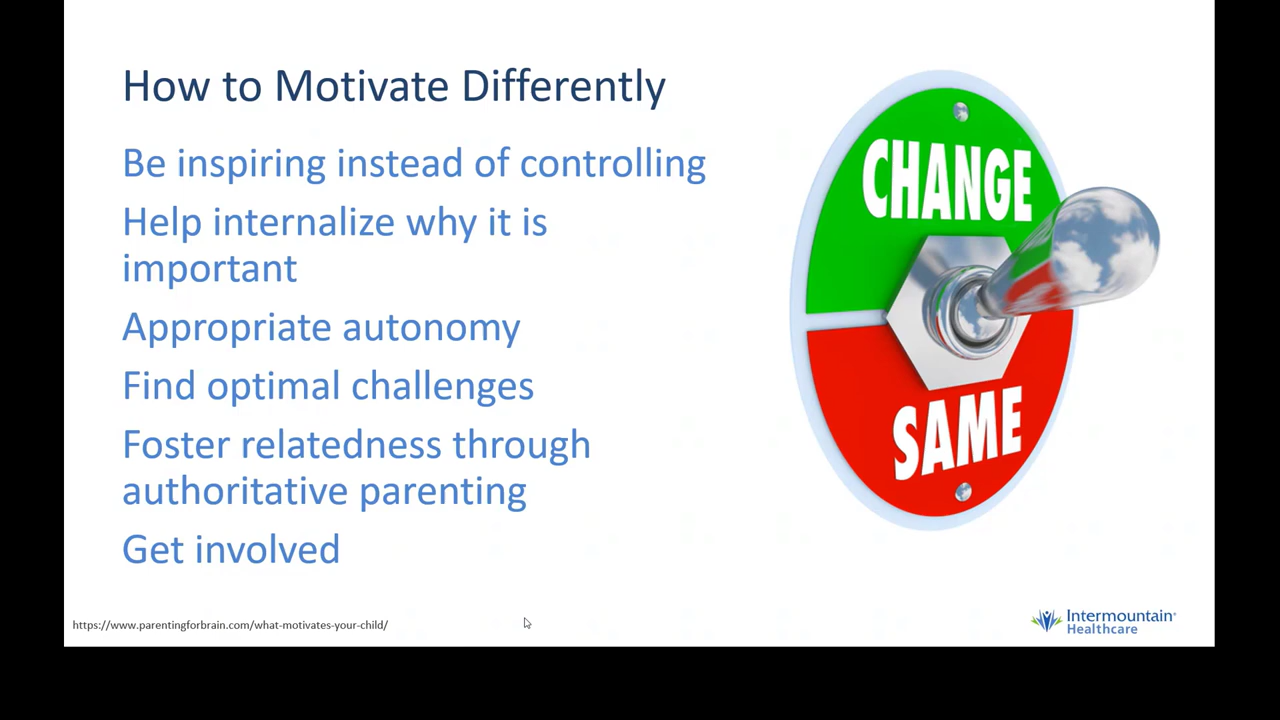 How to Motivate Differently
Be inspiring instead of controlling
Help internalize why it is
important
Appropriate autonomy
Find optimal challenges
Foster relatedness through
authoritative parenting
Get involved
CHANGE
SAME
https://www.parentingforbrain.com/what-motivates-your-child/
Intermountain®
Healthcare